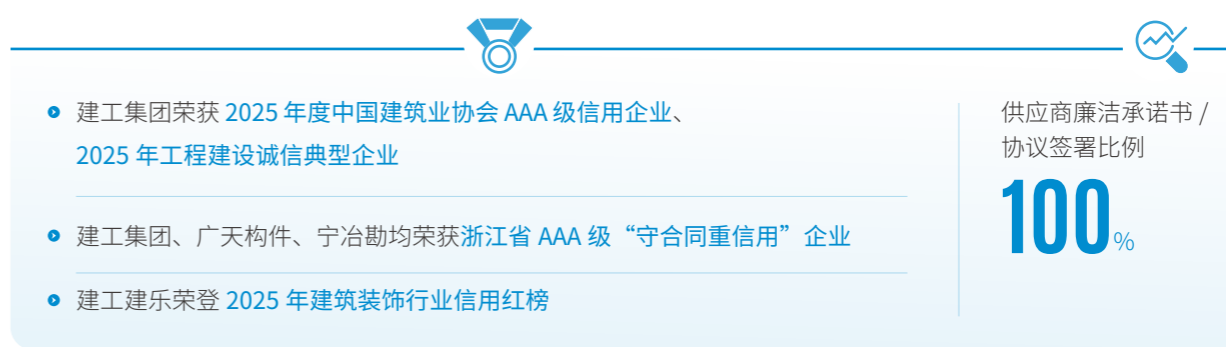 建工集团荣获 2025 年度中国建筑业协会 AAA 级信用企业、
2025 年工程建设诚信典型企业
建工集团、广天构件、宁冶勘均荣获浙江省 AAA 级“守合同重信用”企业
建工建乐荣登 2025 年建筑装饰行业信用红榜
供应商廉洁承诺书 /
协议签署比例
100%